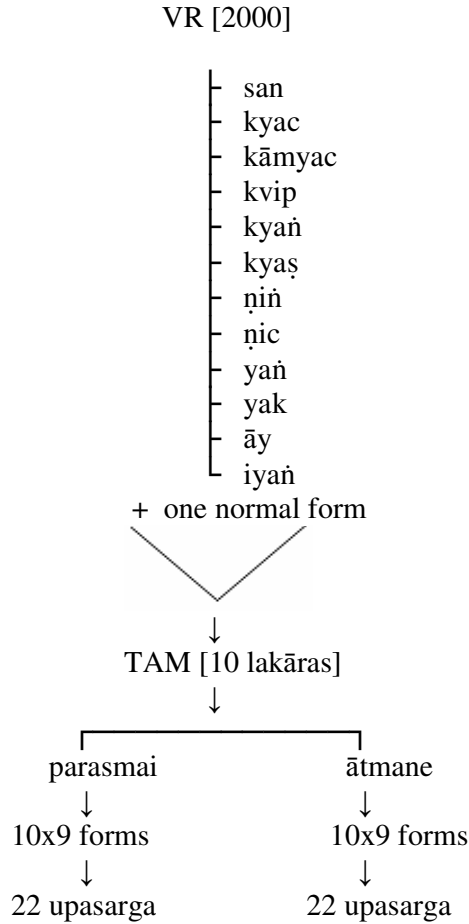 VR [2000]
san
kyac
kāmyac
kvip
kyaṅ
kyaṣ
ṇiṅ
ṇic
yaṅ
yak
āy
iyaṅ
+ one normal form
↓
TAM [10 lakāras]
↓
parasmai ātmane
↓ ↓
10x9 forms 10x9 forms
↓ ↓
22 upasarga 22 upasarga